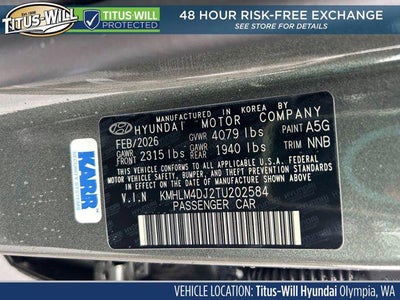 TITUS-WILL
TITUS WILL
PROTECTED
48 HOUR RISK-FREE EXCHANGE
SEE STORE FOR DETAILS
MANUFACTURED IN KOREA BY
HYUNDAI MOTOR COMPANY
FEB/2026 GVWR 4079 lbs PAINT A5G
GAWR FRONT 2315 lbs GAWR REAR 1940 lbs TRIM NNB
THIS VEHICLE CONFORMS TO ALL APPLICABLE U.S.
FEDERAL MOTOR VEHICLE SAFETY, BUMPER, AND THEFT
PREVENTION STANDARDS IN EFFECT ON THE DATE OF
MANUFACTURE SHOWN ABOVE.
V.I.N KMHLM4DJ2TU202584
PASSENGER CAR
KARR
VEHICLE LOCATION: Titus-Will Hyundai Olympia, WA